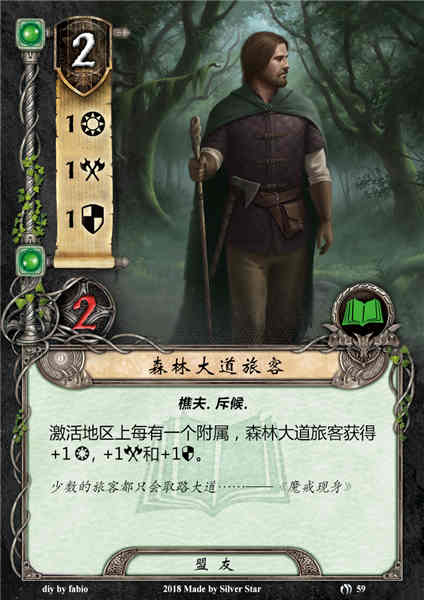 2
1
1
1
2
森林大道旅客
樵夫. 斥候.
激活地区上每有一个附属，森林大道旅客获得
+1 , +1 和+1 。
少数的旅客都只会取路大道……——《魔戒现身》
盟 友
diy by fabio
2018 Made by Silver Star
59